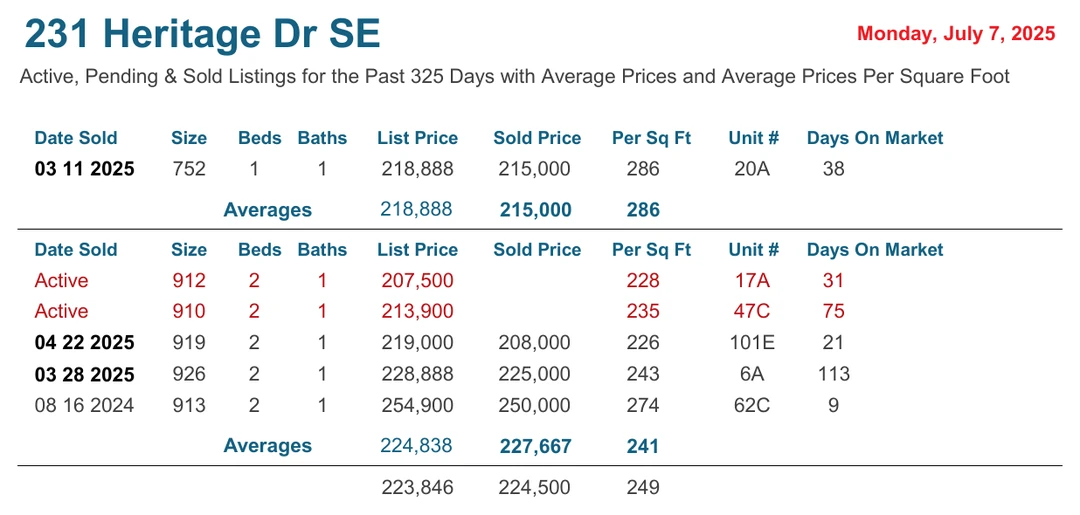 231 Heritage Dr SE Monday, July 7, 2025
Active, Pending & Sold Listings for the Past 325 Days with Average Prices and Average Prices Per Square Foot
Date Sold Size Beds Baths List Price Sold Price Per Sq Ft Unit # Days On Market
03 11 2025 752 1 1 218,888 215,000 286 20A 38
Averages 218,888 215,000 286
Date Sold Size Beds Baths List Price Sold Price Per Sq Ft Unit # Days On Market
Active 912 2 1 207,500 228 17A 31
Active 910 2 1 213,900 235 47C 75
04 22 2025 919 2 1 219,000 208,000 226 101E 21
03 28 2025 926 2 1 228,888 225,000 243 6A 113
08 16 2024 913 2 1 254,900 250,000 274 62C 9
Averages 224,838 227,667 241
223,846 224,500 249